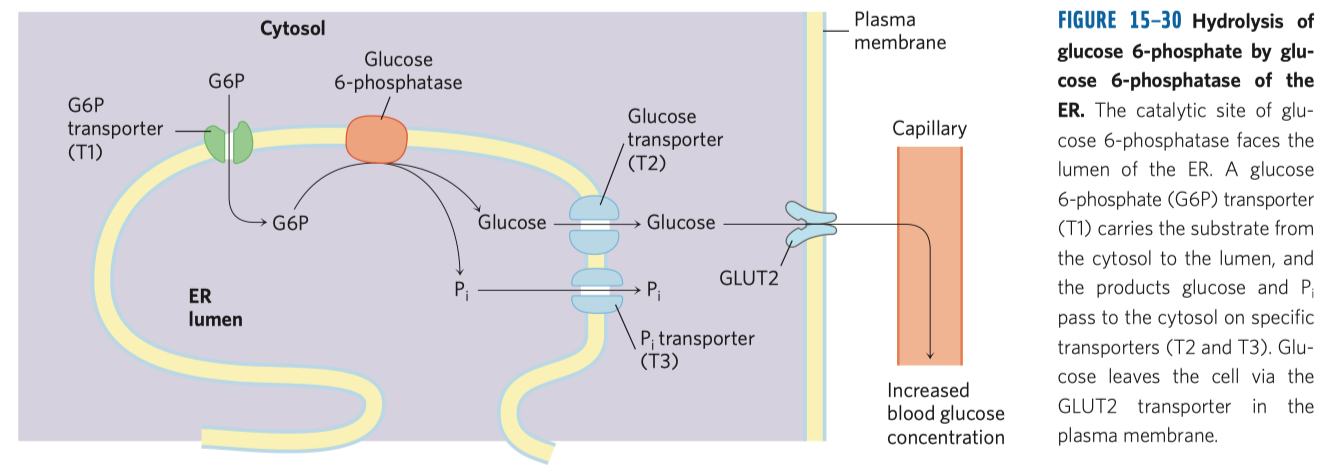 Cytosol
Plasma
membrane
Glucose
6-phosphatase
G6P
G6P
transporter
(T1)
Glucose
transporter
(T2)
Capillary
G6P
Glucose
Glucose
GLUT2
Pi
Pi
ER
lumen
Pi transporter
(T3)
Increased
blood glucose
concentration
FIGURE 15–30 Hydrolysis of
glucose 6-phosphate by glu-
cose 6-phosphatase of the
ER. The catalytic site of glu-
cose 6-phosphatase faces the
lumen of the ER. A glucose
6-phosphate (G6P) transporter
(T1) carries the substrate from
the cytosol to the lumen, and
the products glucose and Pi
pass to the cytosol on specific
transporters (T2 and T3). Glu-
cose leaves the cell via the
GLUT2 transporter in the
plasma membrane.